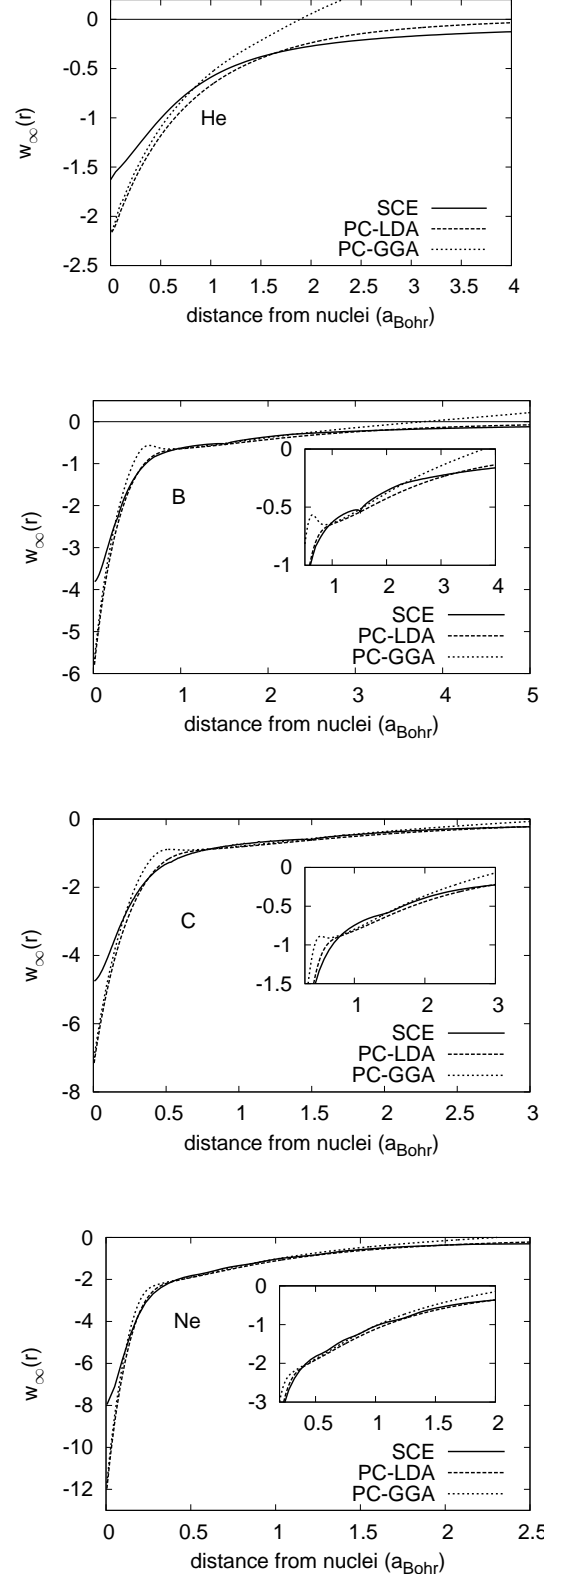 0
-0.5
-1
-1.5
-2
-2.5
w∞(r)
He
SCE
PC-LDA
PC-GGA
0 0.5 1 1.5 2 2.5 3 3.5 4
distance from nuclei (aBohr)
0
-1
-2
-3
-4
-5
-6
w∞(r)
B
0
-0.5
-1
1 2 3 4
SCE
PC-LDA
PC-GGA
0 1 2 3 4 5
distance from nuclei (aBohr)
0
-2
-4
-6
-8
w∞(r)
C
0
-0.5
-1
-1.5
1 2 3
SCE
PC-LDA
PC-GGA
0 0.5 1 1.5 2 2.5 3
distance from nuclei (aBohr)
0
-2
-4
-6
-8
-10
-12
w∞(r)
Ne
0
-1
-2
-3
0.5 1 1.5 2
SCE
PC-LDA
PC-GGA
0 0.5 1 1.5 2 2.5
distance from nuclei (aBohr)